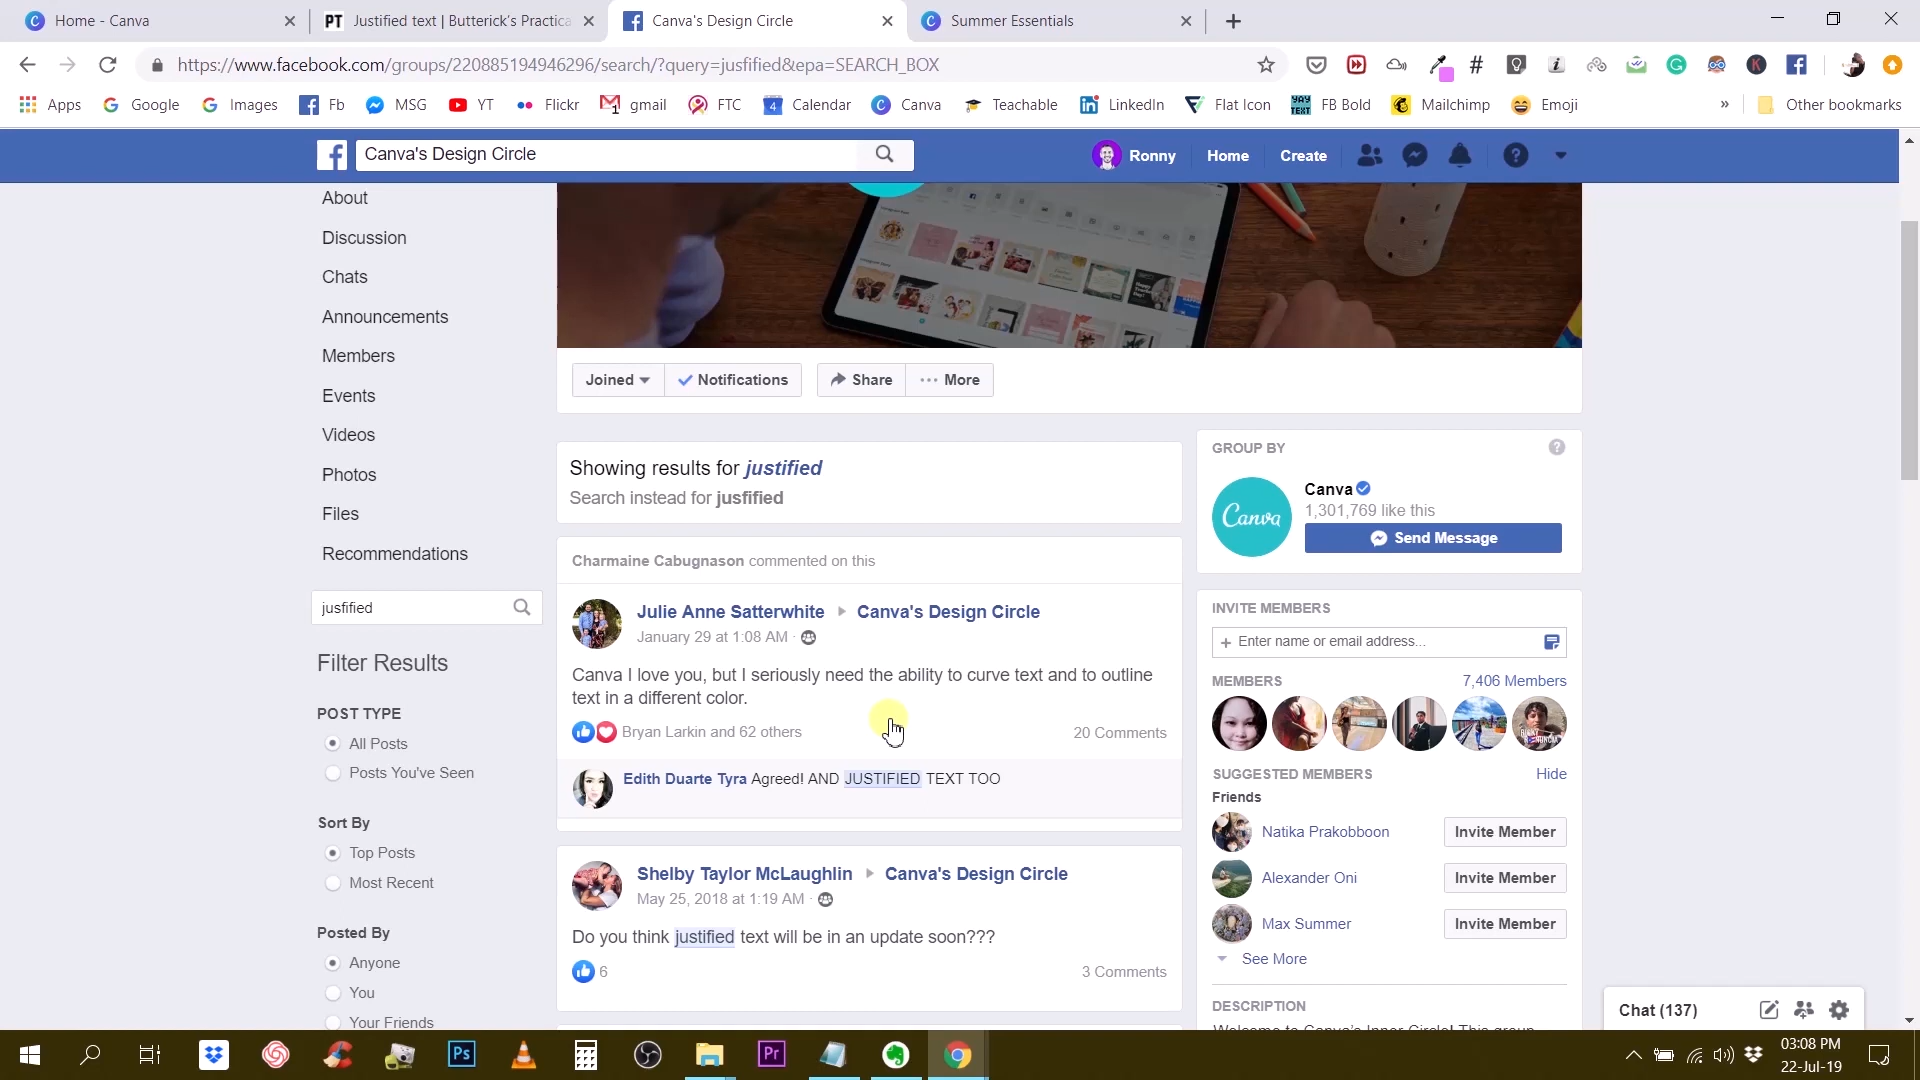 Home - Canva
Justified text | Butterick's Practica
Canva's Design Circle
Summer Essentials
https://www.facebook.com/groups/220885194946296/search/?query=jusfified&epa=SEARCH_BOX
Apps
Google
Images
Fb
MSG
YT
Flickr
gmail
FTC
Calendar
Canva
Teachable
LinkedIn
Flat Icon
FB Bold
Mailchimp
Emoji
»
Other bookmarks
Canva's Design Circle
Ronny
Home
Create
About
Discussion
Chats
Announcements
Members
Events
Videos
Photos
Files
Recommendations
jusfified
Filter Results
POST TYPE
All Posts
Posts You've Seen
Sort By
Top Posts
Most Recent
Posted By
Anyone
You
Your Friends
Joined
Notifications
Share
··· More
Showing results for justified
Search instead for jusfified
Charmaine Cabugnason commented on this
Julie Anne Satterwhite ▸ Canva's Design Circle
January 29 at 1:08 AM ·
Canva I love you, but I seriously need the ability to curve text and to outline
text in a different color.
Bryan Larkin and 62 others
20 Comments
Edith Duarte Tyra Agreed! AND JUSTIFIED TEXT TOO
Shelby Taylor McLaughlin ▸ Canva's Design Circle
May 25, 2018 at 1:19 AM ·
Do you think justified text will be in an update soon???
6
3 Comments
GROUP BY
Canva
Canva
1,301,769 like this
Send Message
INVITE MEMBERS
+ Enter name or email address...
MEMBERS
7,406 Members
SUGGESTED MEMBERS
Hide
Friends
Natika Prakobboon
Invite Member
Alexander Oni
Invite Member
Max Summer
Invite Member
See More
DESCRIPTION
Welcome to Canva's Inner Circle! This group
Chat (137)
Ps
Pr
03:08 PM
22-Jul-19